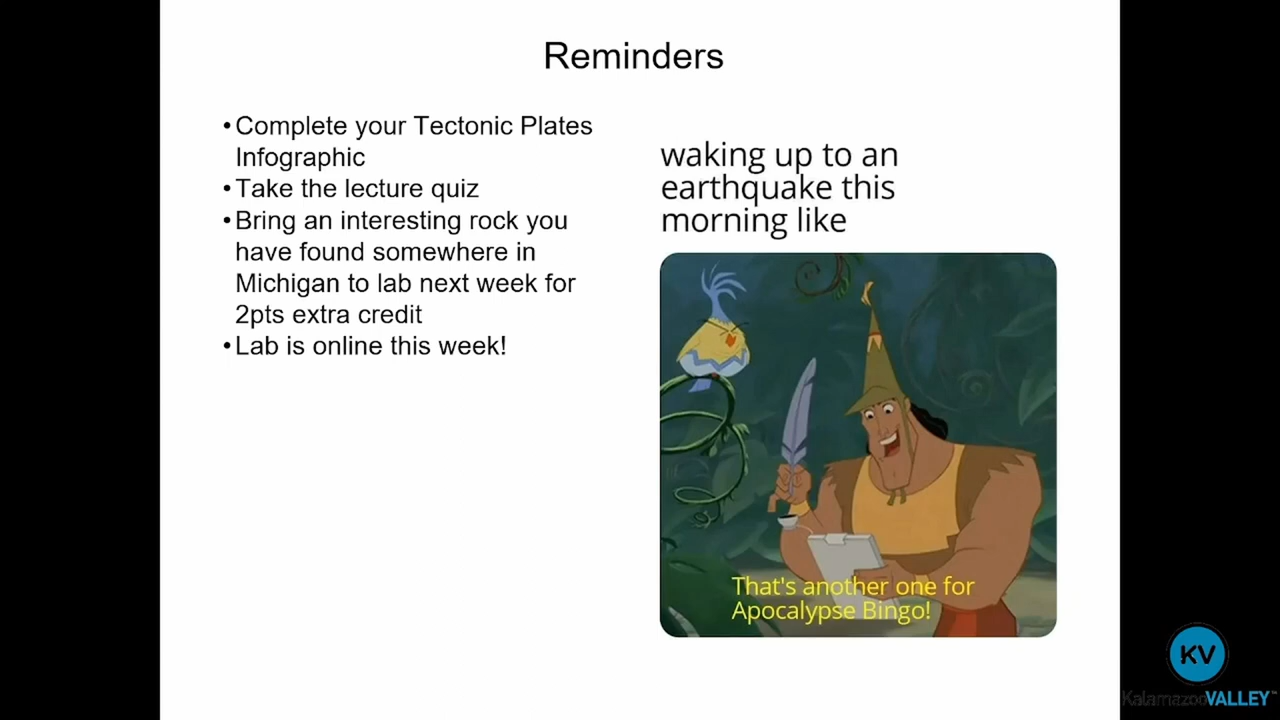 Reminders
•Complete your Tectonic Plates
Infographic
•Take the lecture quiz
•Bring an interesting rock you
have found somewhere in
Michigan to lab next week for
2pts extra credit
•Lab is online this week!
waking up to an
earthquake this
morning like
That's another one for
Apocalypse Bingo!
KV
KalamazooVALLEY™